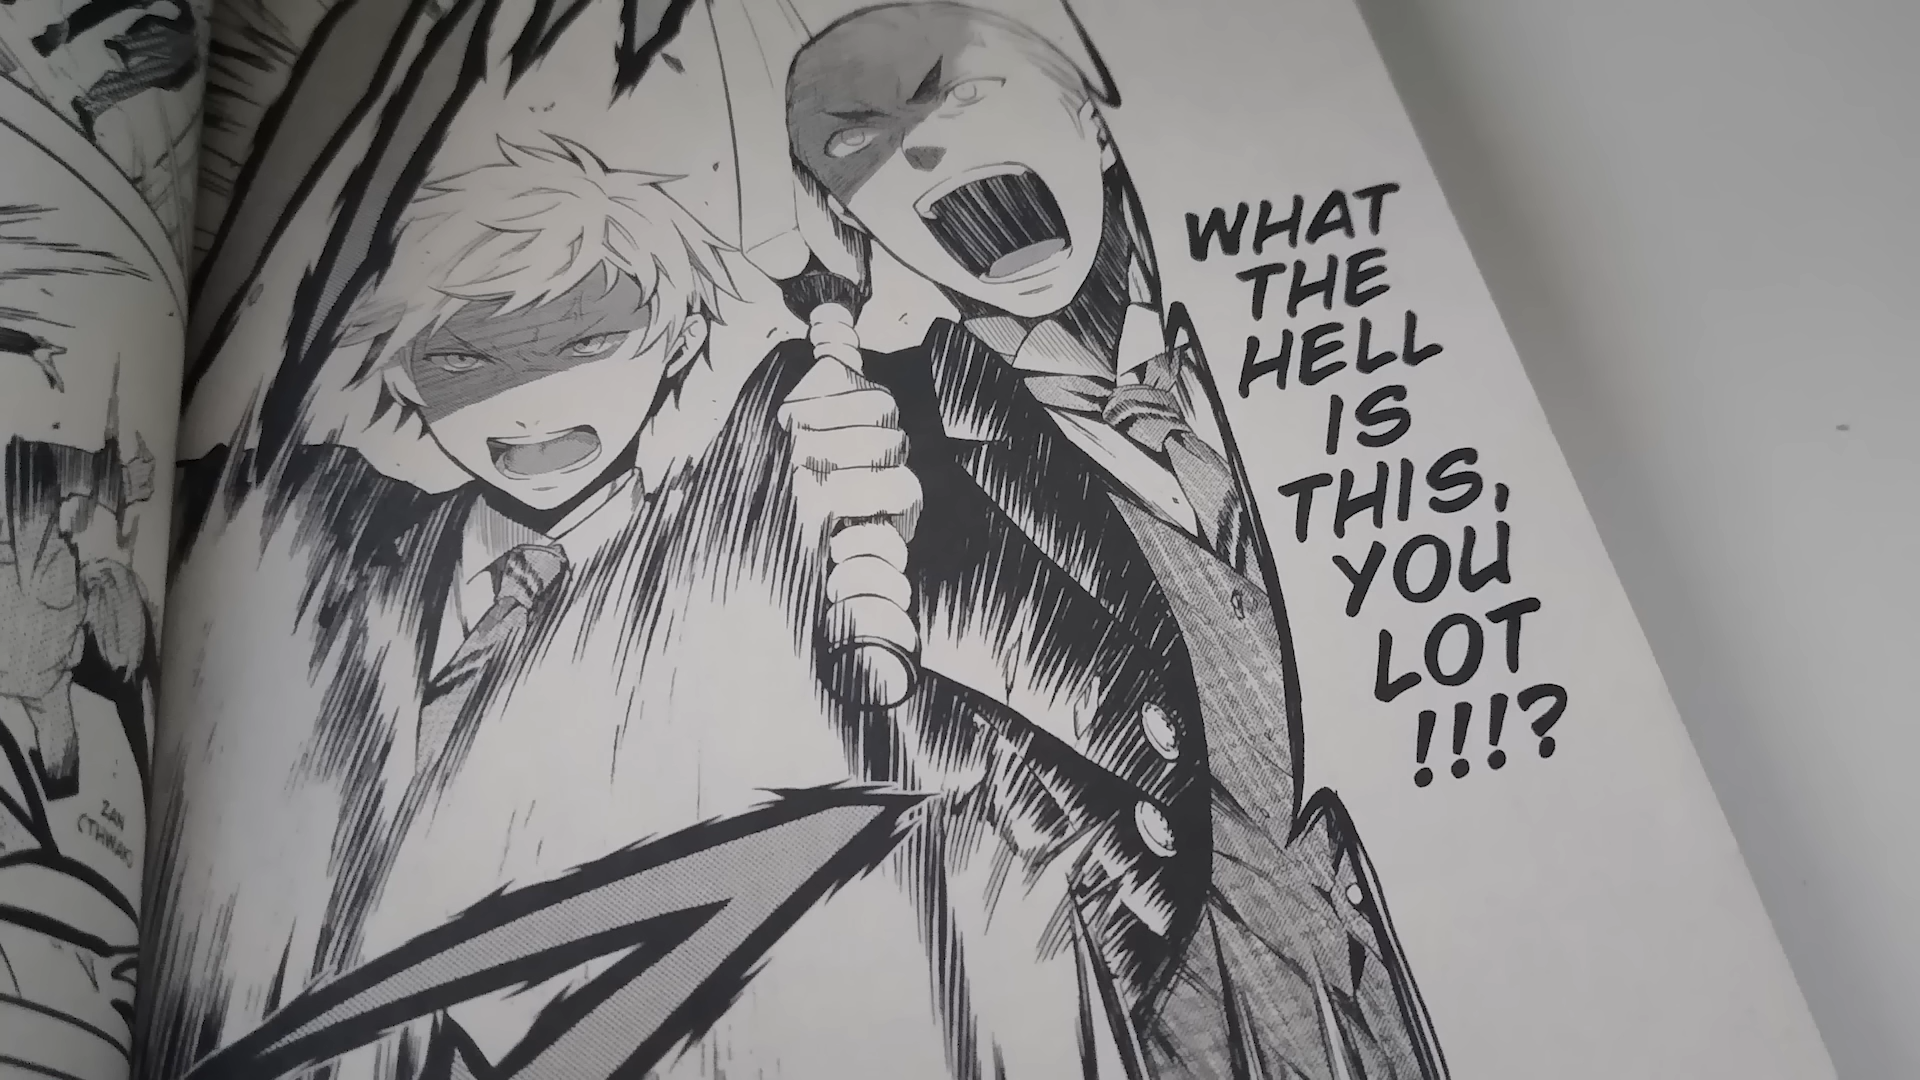 WHAT
THE
HELL
IS
THIS,
YOU
LOT
!!!?
ZAN
(THWAK)